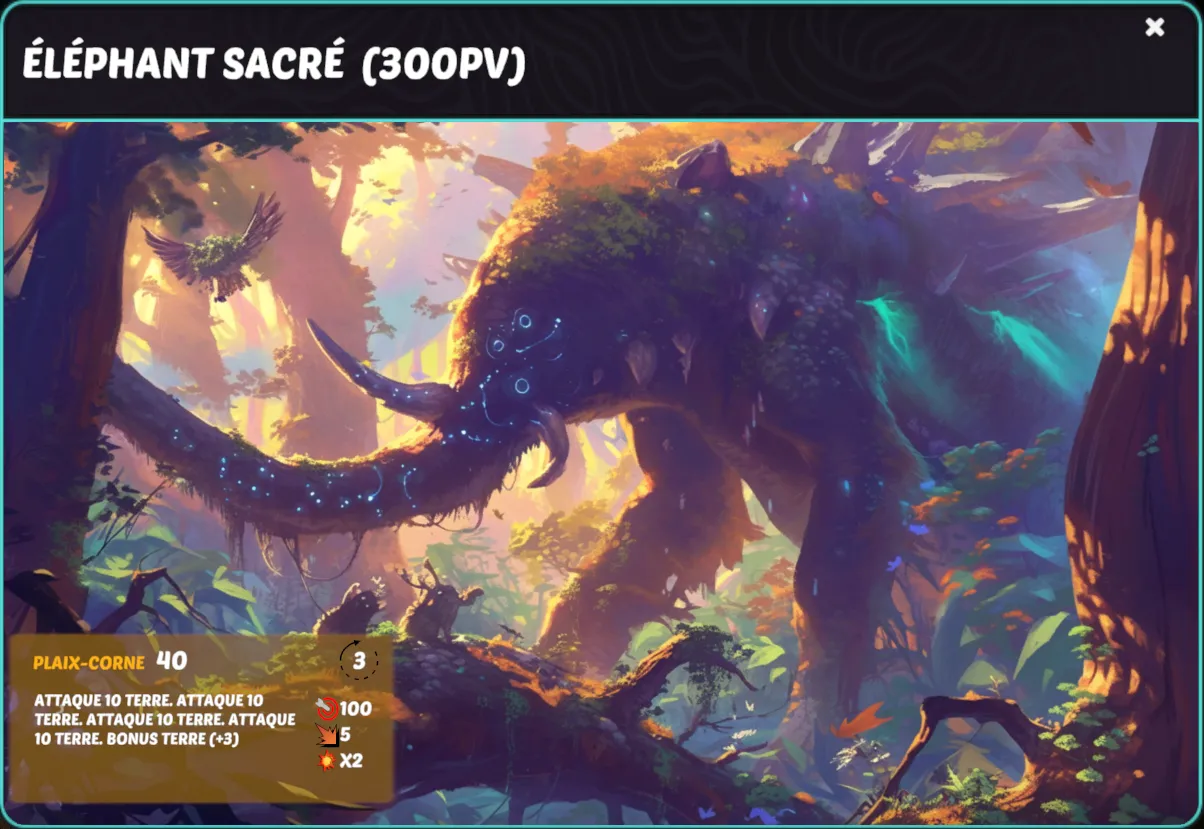 ÉLÉPHANT SACRÉ (300PV)
PLAIX-CORNE 40
3
ATTAQUE 10 TERRE. ATTAQUE 10
TERRE. ATTAQUE 10 TERRE. ATTAQUE
10 TERRE. BONUS TERRE (+3)
100
5
X2